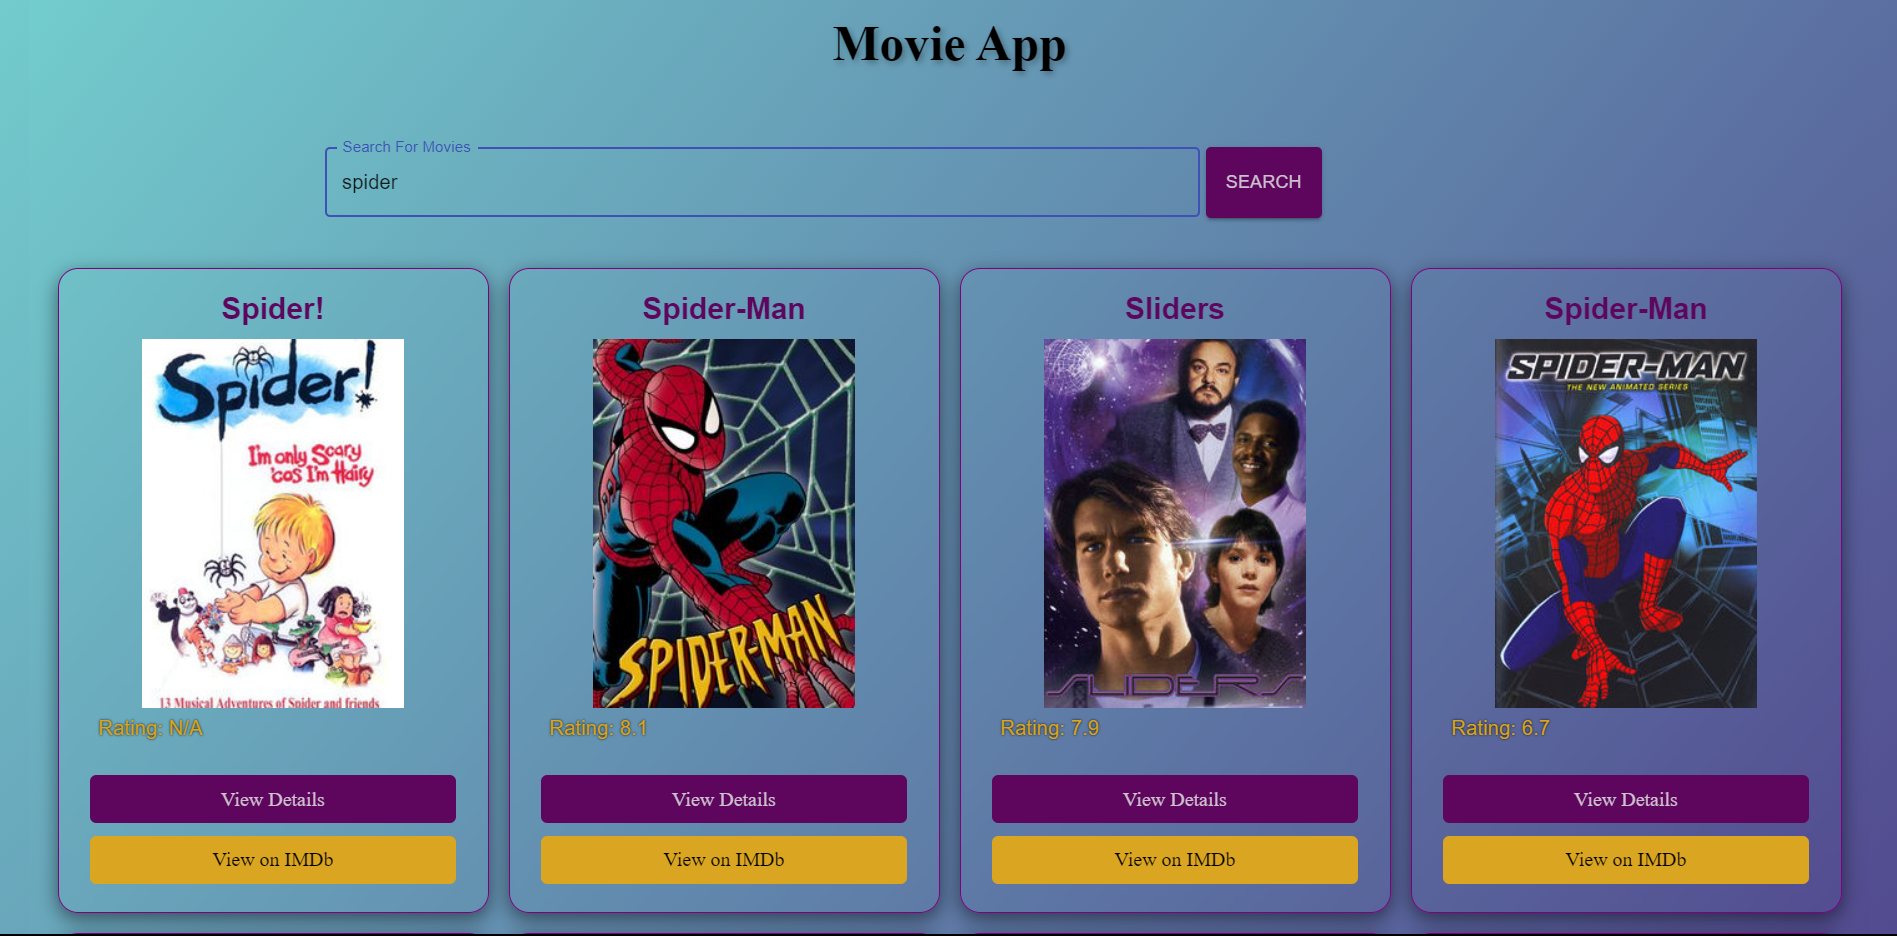 Movie App
Search For Movies
spider
SEARCH
Spider!
Spider!
I'm only Scary
'cos I'm Hairy
13 Musical Adventures of Spider and friends
Rating: N/A
View Details
View on IMDb
Spider-Man
SPIDER-MAN
Rating: 8.1
View Details
View on IMDb
Sliders
SLIDERS
Rating: 7.9
View Details
View on IMDb
Spider-Man
SPIDER-MAN
THE NEW ANIMATED SERIES
Rating: 6.7
View Details
View on IMDb